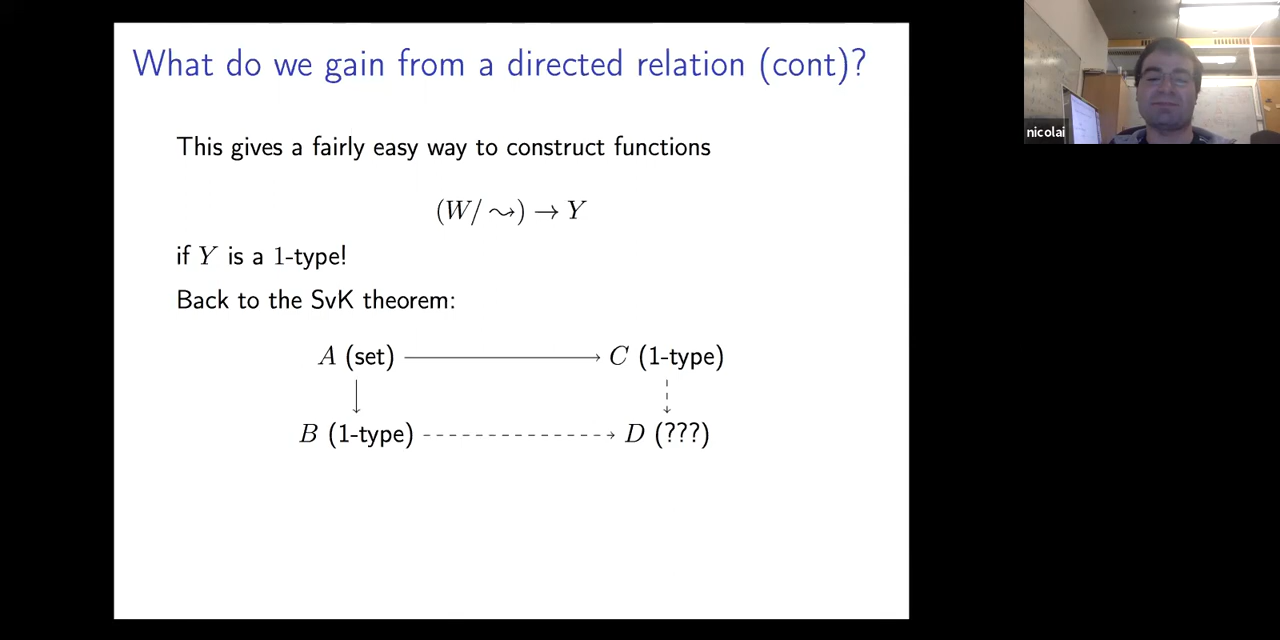 What do we gain from a directed relation (cont)?
This gives a fairly easy way to construct functions
(W/ ⇝) → Y
if Y is a 1-type!
Back to the SvK theorem:
A (set) → C (1-type)
B (1-type) ⇢ D (???)
nicolai